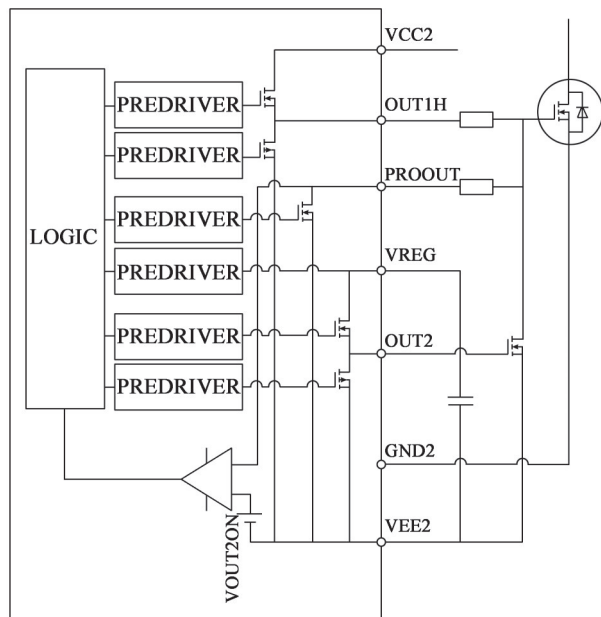 VCC2
PREDRIVER
OUT1H
PREDRIVER
PROOUT
PREDRIVER
LOGIC
PREDRIVER
VREG
PREDRIVER
OUT2
PREDRIVER
GND2
VOUT2ON
VEE2